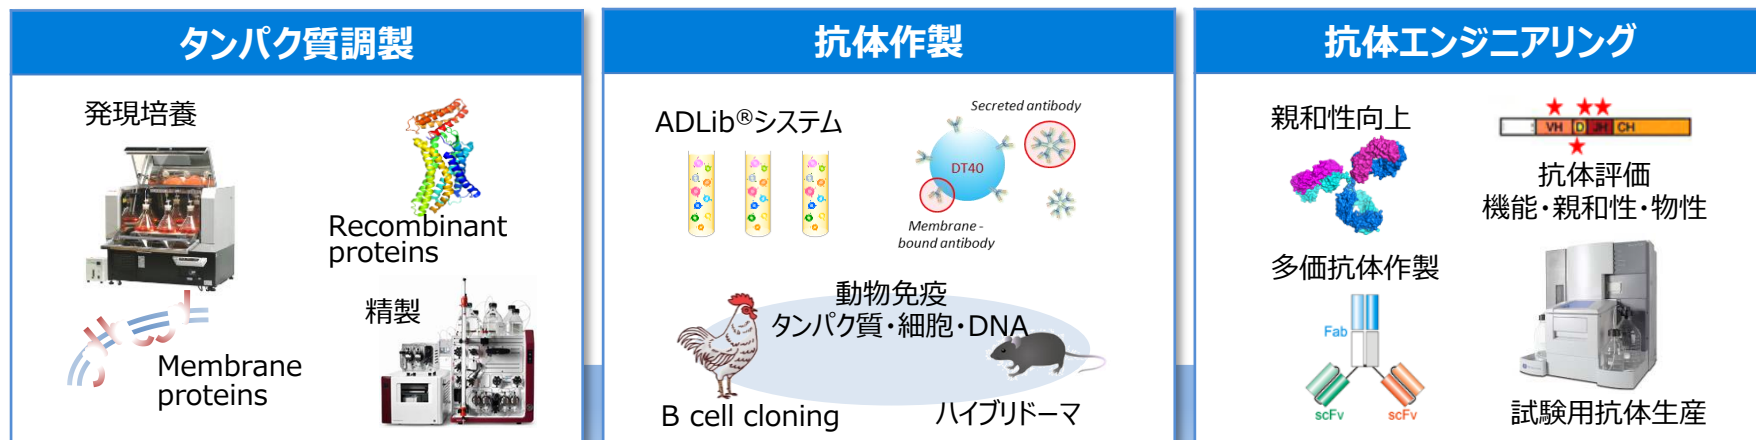 タンパク質調製
発現培養
Recombinant
proteins
精製
Membrane
proteins
抗体作製
ADLib®システム
Secreted antibody
DT40
Membrane -
bound antibody
動物免疫
タンパク質・細胞・DNA
B cell cloning
ハイブリドーマ
抗体エンジニアリング
親和性向上
VH D JH CH
抗体評価
機能・親和性・物性
多価抗体作製
Fab
scFv
scFv
試験用抗体生産